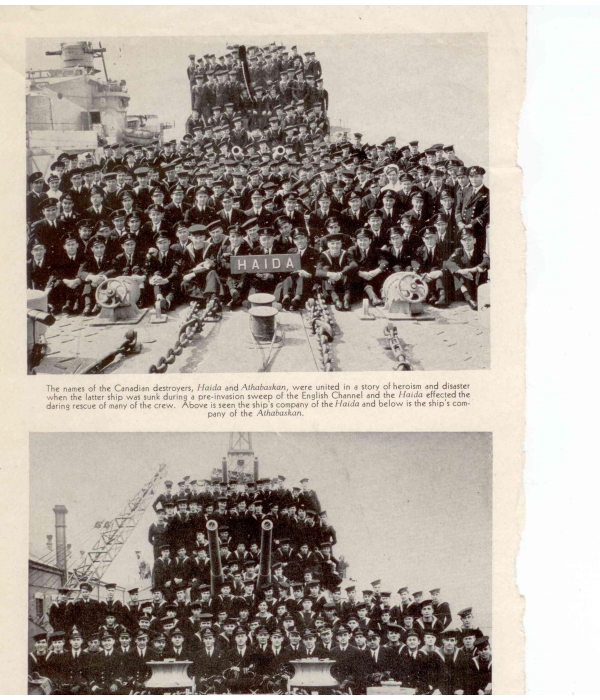 HAIDA
The names of the Canadian destroyers, Haida and Athabaskan, were united in a story of heroism and disaster
when the latter ship was sunk during a pre-invasion sweep of the English Channel and the Haida effected the
daring rescue of many of the crew. Above is seen the ship's company of the Haida and below is the ship's com-
pany of the Athabaskan.